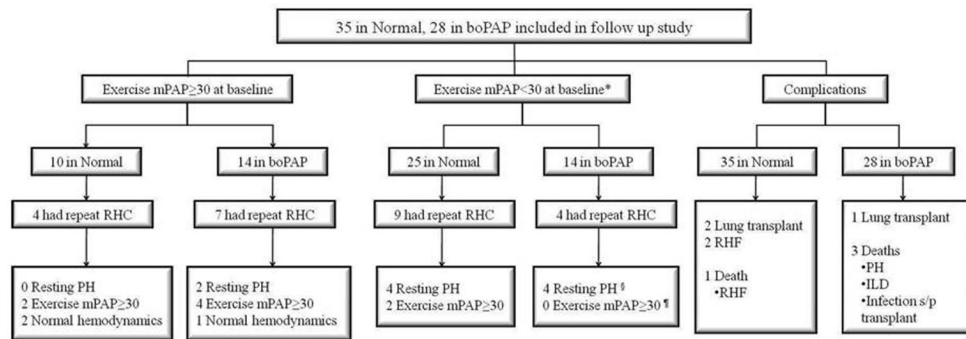 35 in Normal, 28 in boPAP included in follow up study
Exercise mPAP≥30 at baseline
Exercise mPAP<30 at baseline*
Complications
10 in Normal
14 in boPAP
25 in Normal
14 in boPAP
35 in Normal
28 in boPAP
4 had repeat RHC
7 had repeat RHC
9 had repeat RHC
4 had repeat RHC
0 Resting PH
2 Exercise mPAP≥30
2 Normal hemodynamics
2 Resting PH
4 Exercise mPAP≥30
1 Normal hemodynamics
4 Resting PH
2 Exercise mPAP≥30
4 Resting PH §
0 Exercise mPAP≥30 ¶
2 Lung transplant
2 RHF
1 Death
•RHF
1 Lung transplant
3 Deaths
•PH
•ILD
•Infection s/p
transplant